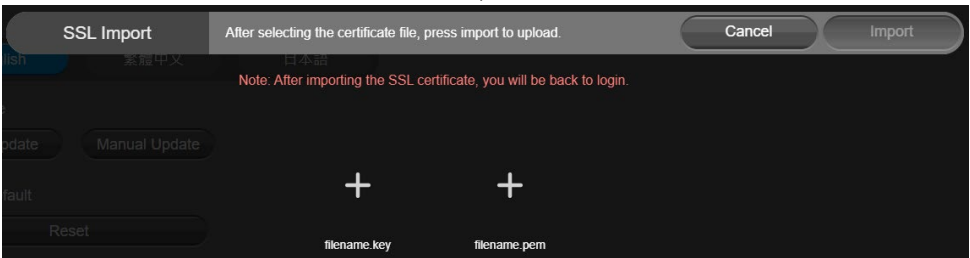 SSL Import
After selecting the certificate file, press import to upload.
Cancel
Import
繁體中文
日本語
Note: After importing the SSL certificate, you will be back to login.
Manual Update
Reset
filename.key
filename.pem